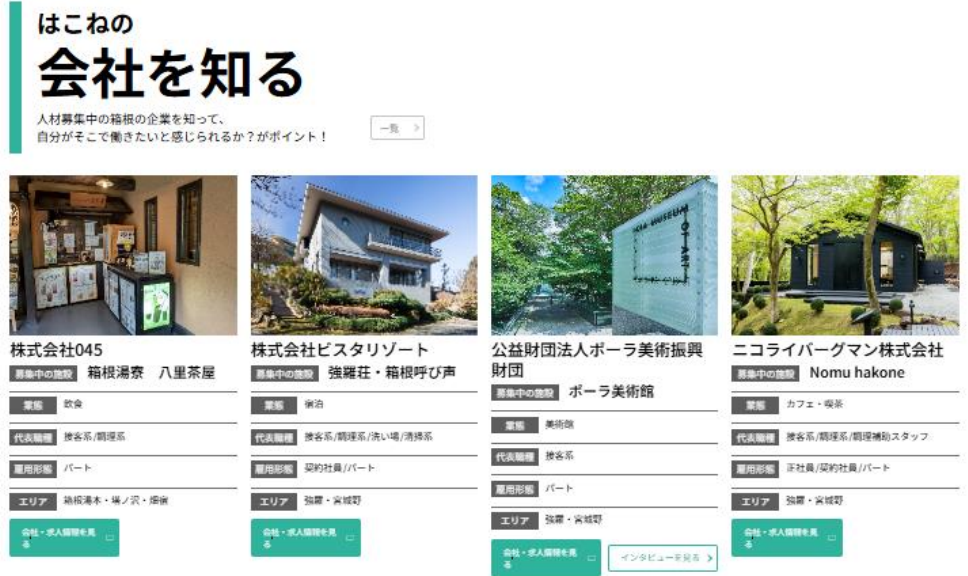 はこねの
会社を知る
人材募集中の箱根の企業を知って、
自分がそこで働きたいと感じられるか？がポイント！
一覧
株式会社045
募集中の施設 箱根湯寮 八里茶屋
業態 飲食
代表職種 接客系/調理系
雇用形態 パート
エリア 箱根湯本・塔ノ沢・畑宿
会社・求人情報を見
る
株式会社ビスタリゾート
募集中の施設 強羅荘・箱根呼び声
業態 宿泊
代表職種 接客系/調理系/洗い場/清掃系
雇用形態 契約社員/パート
エリア 強羅・宮城野
会社・求人情報を見
る
POLA MUSEUM OF ART
公益財団法人ポーラ美術振興
財団
募集中の施設 ポーラ美術館
業態 美術館
代表職種 接客系
雇用形態 パート
エリア 強羅・宮城野
会社・求人情報を見
る
インタビューを見る
ニコライバーグマン株式会社
募集中の施設 Nomu hakone
業態 カフェ・喫茶
代表職種 接客系/調理系/調理補助スタッフ
雇用形態 正社員/契約社員/パート
エリア 強羅・宮城野
会社・求人情報を見
る